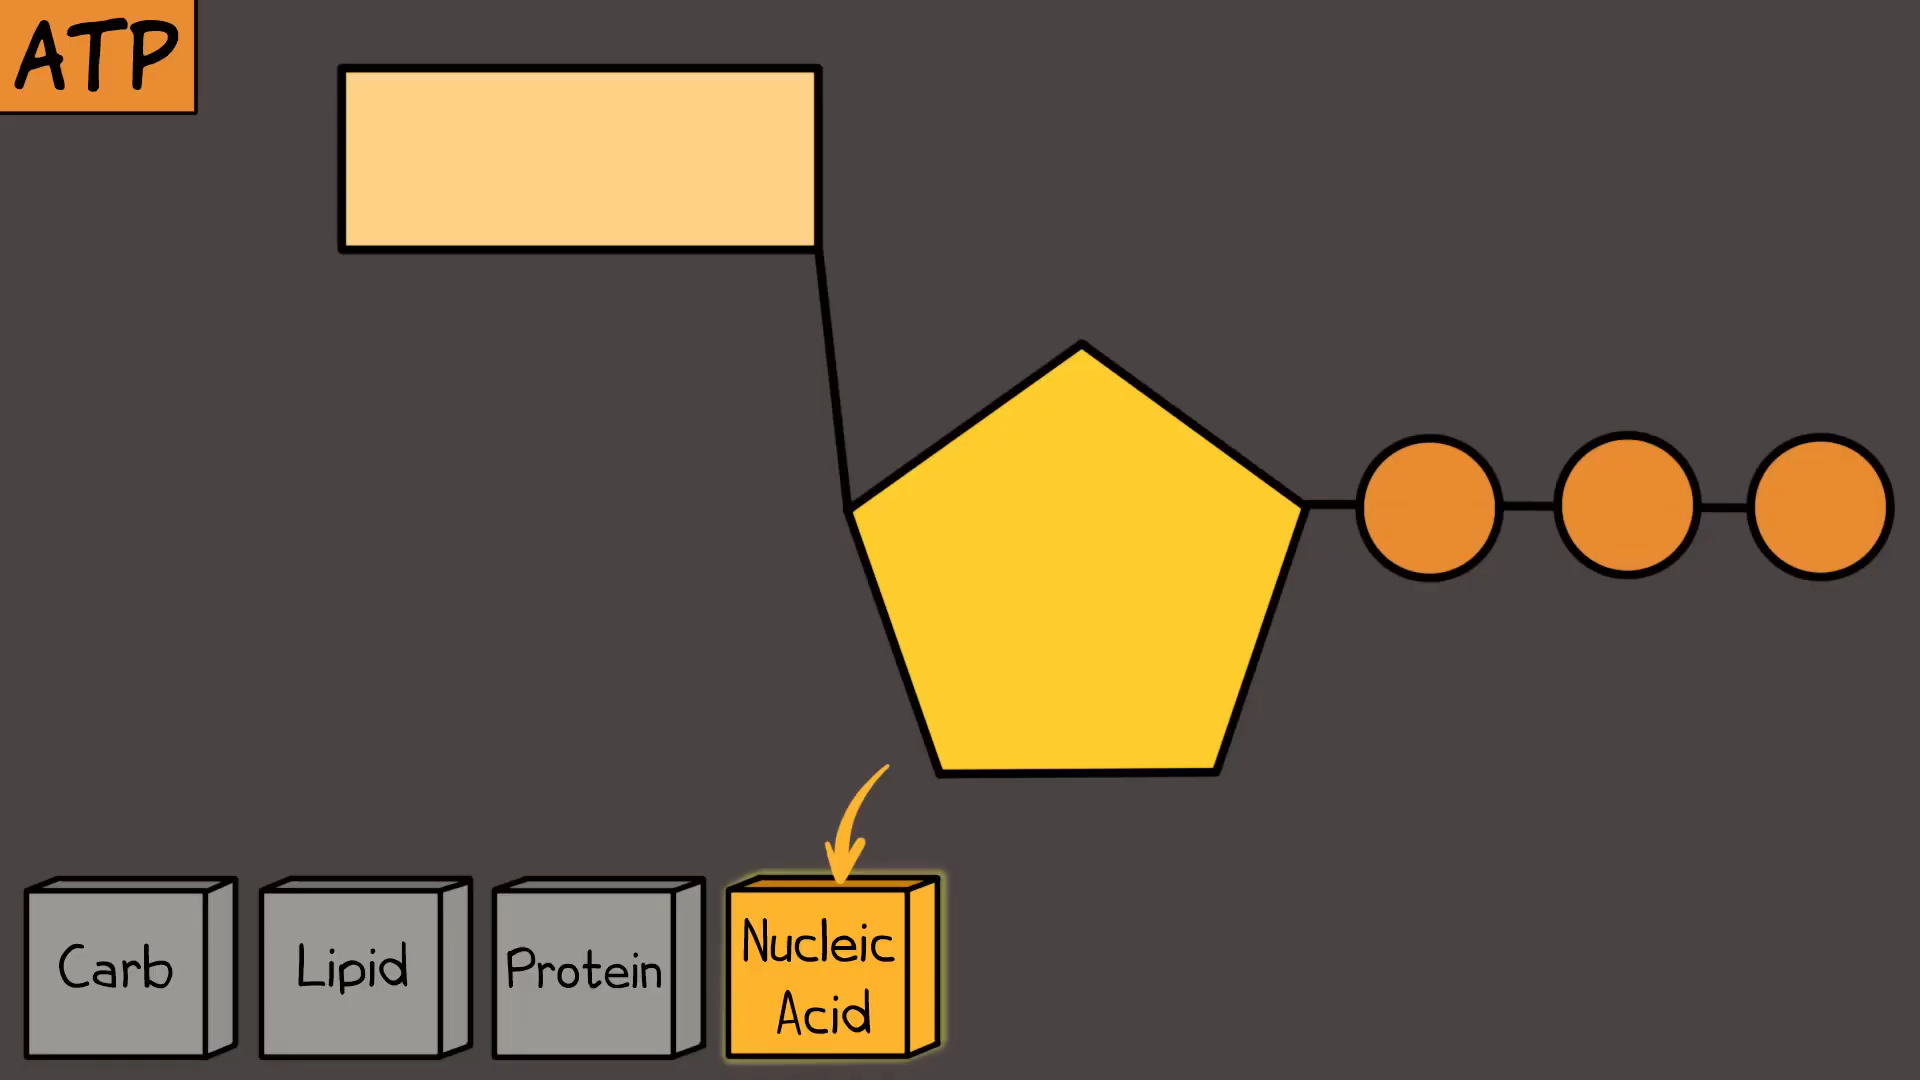 ATP
Carb
Lipid
Protein
Nucleic
Acid